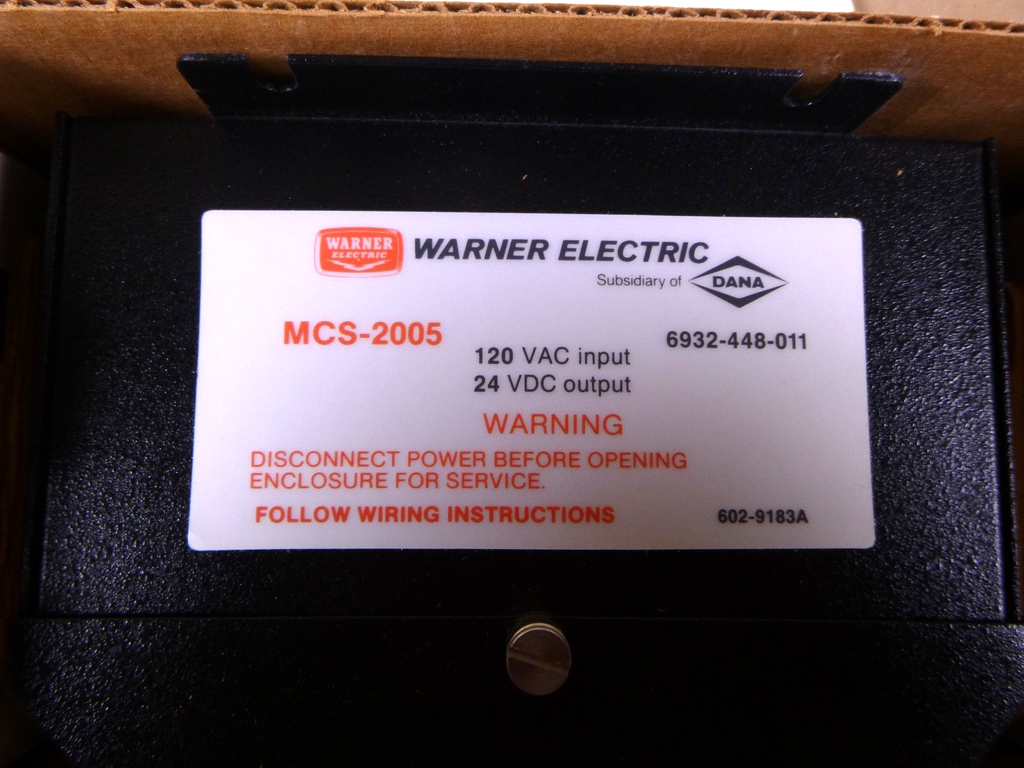 WARNER
ELECTRIC
WARNER ELECTRIC
Subsidiary of DANA
MCS-2005
6932-448-011
120 VAC input
24 VDC output
WARNING
DISCONNECT POWER BEFORE OPENING
ENCLOSURE FOR SERVICE.
FOLLOW WIRING INSTRUCTIONS
602-9183A